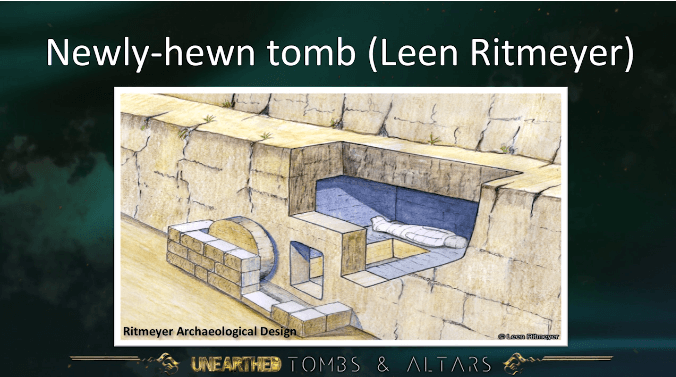 Newly-hewn tomb (Leen Ritmeyer)
Ritmeyer Archaeological Design
© Leen Ritmeyer
UNEARTHED TOMBS & ALTARS